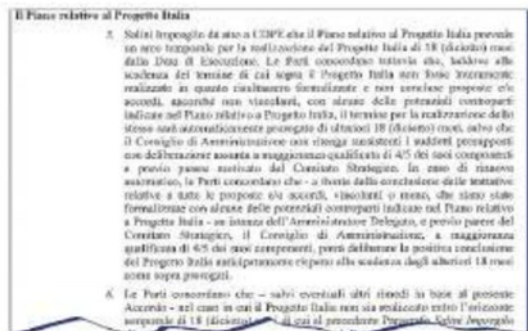 Il Piano relativo al Progetto Italia
5. Salini Impregilo dà atto a CDPE che il Piano relativo al Progetto Italia prevede
un arco temporale per la realizzazione del Progetto Italia di 18 (diciotto) mesi
dalla Data di Esecuzione. Le Parti concordano tuttavia che, laddove alla
scadenza del termine di cui sopra il Progetto Italia non fosse interamente
realizzato in quanto risultassero formalizzate e non concluse proposte e/o
accordi, ancorché non vincolanti, con alcune delle potenziali controparti
indicate nel Piano relativo a Progetto Italia, il termine per la realizzazione dello
stesso sarà automaticamente prorogato di ulteriori 18 (diciotto) mesi, salvo che
il Consiglio di Amministrazione non ritenga sussistenti i suddetti presupposti
con deliberazione assunta a maggioranza qualificata di 4/5 dei suoi componenti
e previo parere motivato del Comitato Strategico. In caso di rinnovo
automatico, le Parti concordano che - a fronte della conclusione delle trattative
relative a tutte le proposte e/o accordi, vincolanti o meno, che siano state
formalizzate con alcune delle potenziali controparti indicate nel Piano relativo
a Progetto Italia - su istanza dell'Amministratore Delegato, e previo parere del
Comitato Strategico, il Consiglio di Amministrazione, a maggioranza
qualificata di 4/5 dei suoi componenti, potrà deliberare la positiva conclusione
del Progetto Italia anticipatamente rispetto alla scadenza degli ulteriori 18 mesi
come sopra prorogati.
6. Le Parti concordano che – salvi eventuali altri rimedi in base al presente
Accordo - nel caso in cui il Progetto Italia non sia realizzato entro l'orizzonte
temporale di 18 (diciotto) di cui al precedente Paragrafo Salini Impregilo